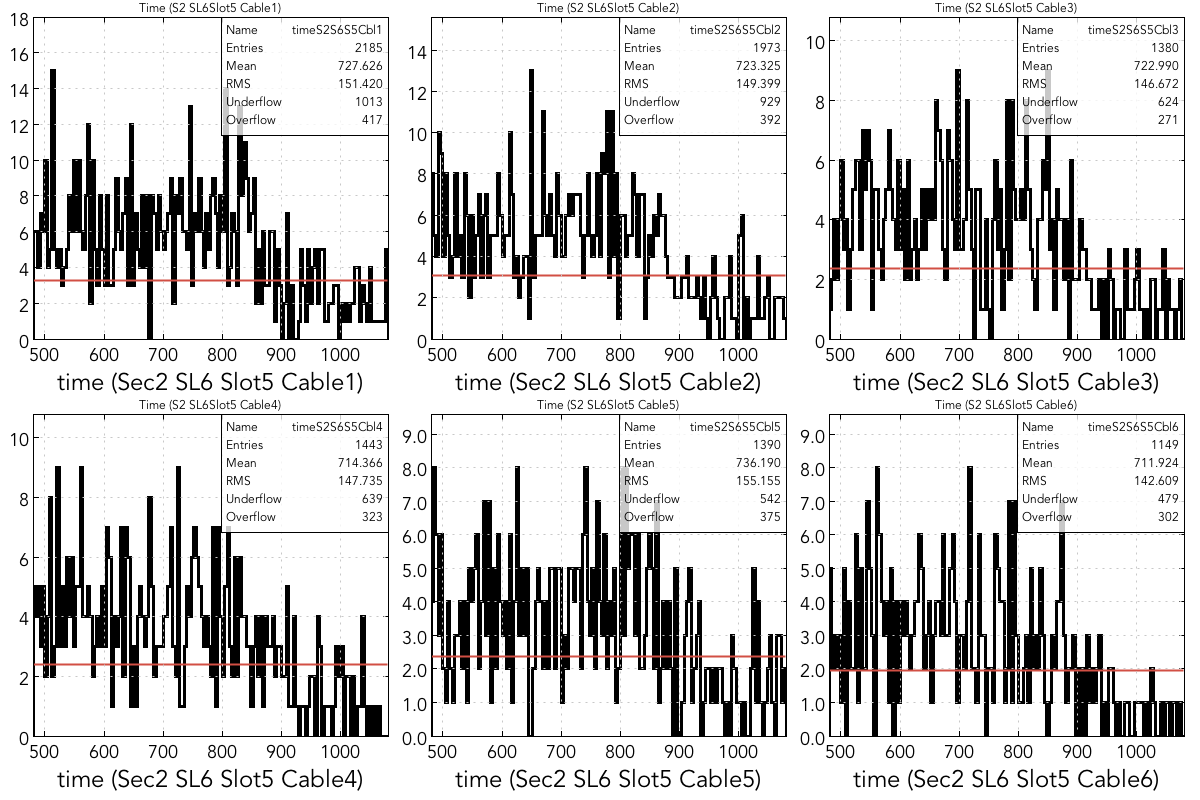 Time (S2 SL6Slot5 Cable1)
18
16
14
12
10
8
6
4
2
0
500 600 700 800 900 1000
time (Sec2 SL6 Slot5 Cable1)
Name timeS2S6S5Cbl1
Entries 2185
Mean 727.626
RMS 151.420
Underflow 1013
Overflow 417
Time (S2 SL6Slot5 Cable2)
14
12
10
8
6
4
2
0
500 600 700 800 900 1000
time (Sec2 SL6 Slot5 Cable2)
Name timeS2S6S5Cbl2
Entries 1973
Mean 723.325
RMS 149.399
Underflow 929
Overflow 392
Time (S2 SL6Slot5 Cable3)
10
8
6
4
2
0
500 600 700 800 900 1000
time (Sec2 SL6 Slot5 Cable3)
Name timeS2S6S5Cbl3
Entries 1380
Mean 722.990
RMS 146.672
Underflow 624
Overflow 271
Time (S2 SL6Slot5 Cable4)
10
8
6
4
2
0
500 600 700 800 900 1000
time (Sec2 SL6 Slot5 Cable4)
Name timeS2S6S5Cbl4
Entries 1443
Mean 714.366
RMS 147.735
Underflow 639
Overflow 323
Time (S2 SL6Slot5 Cable5)
9.0
8.0
7.0
6.0
5.0
4.0
3.0
2.0
1.0
0.0
500 600 700 800 900 1000
time (Sec2 SL6 Slot5 Cable5)
Name timeS2S6S5Cbl5
Entries 1390
Mean 736.190
RMS 155.155
Underflow 542
Overflow 375
Time (S2 SL6Slot5 Cable6)
9.0
8.0
7.0
6.0
5.0
4.0
3.0
2.0
1.0
0.0
500 600 700 800 900 1000
time (Sec2 SL6 Slot5 Cable6)
Name timeS2S6S5Cbl6
Entries 1149
Mean 711.924
RMS 142.609
Underflow 479
Overflow 302